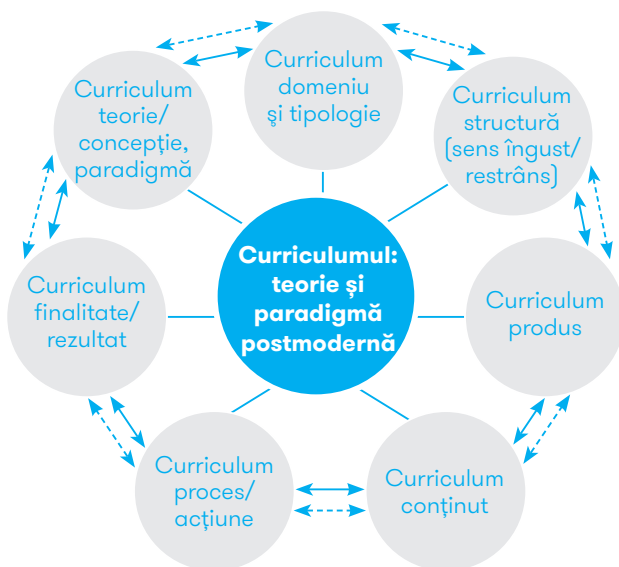 Curriculum
domeniu
și tipologie
Curriculum
structură
(sens îngust/
restrâns)
Curriculum
produs
Curriculum
conținut
Curriculum
proces/
acțiune
Curriculum
finalitate/
rezultat
Curriculum
teorie/
concepție,
paradigmă
Curriculumul:
teorie și
paradigmă
postmodernă